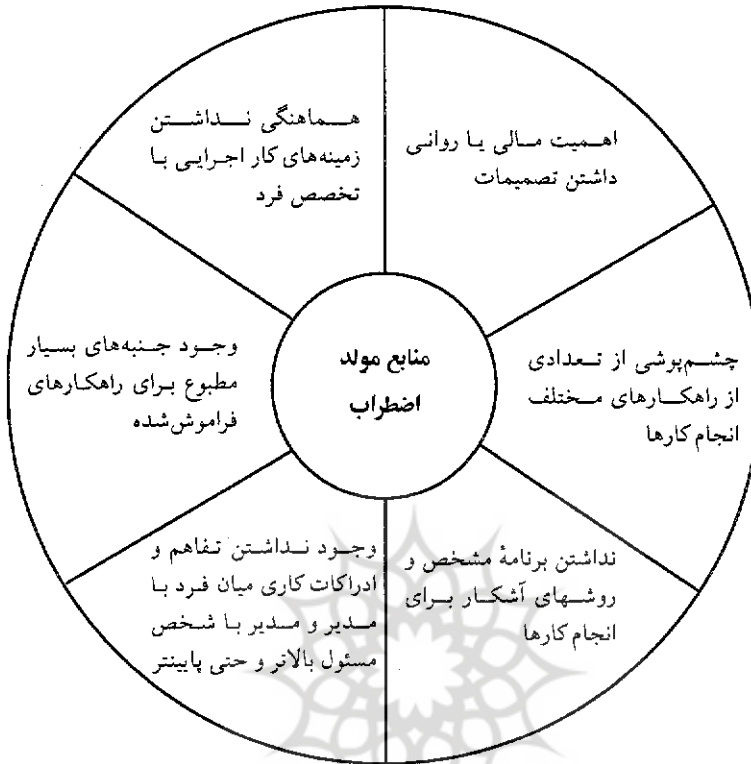 هماهنگی نداشتن
زمینه‌های کار اجرایی با
تخصص فرد
اهمیت مالی یا روانی
داشتن تصمیمات
وجود جنبه‌های بسیار
مطبوع برای راهکارهای
فراموش‌شده
منابع مولد
اضطراب
چشم‌پوشی از تعدادی
از راهکارهای مختلف
انجام کارها
وجود نداشتن تفاهم و
ادراکات کاری میان فرد با
مدیر و مدیر با شخص
مسئول بالاتر و حتی پایینتر
نداشتن برنامهٔ مشخص و
روشهای آشکار برای
انجام کارها